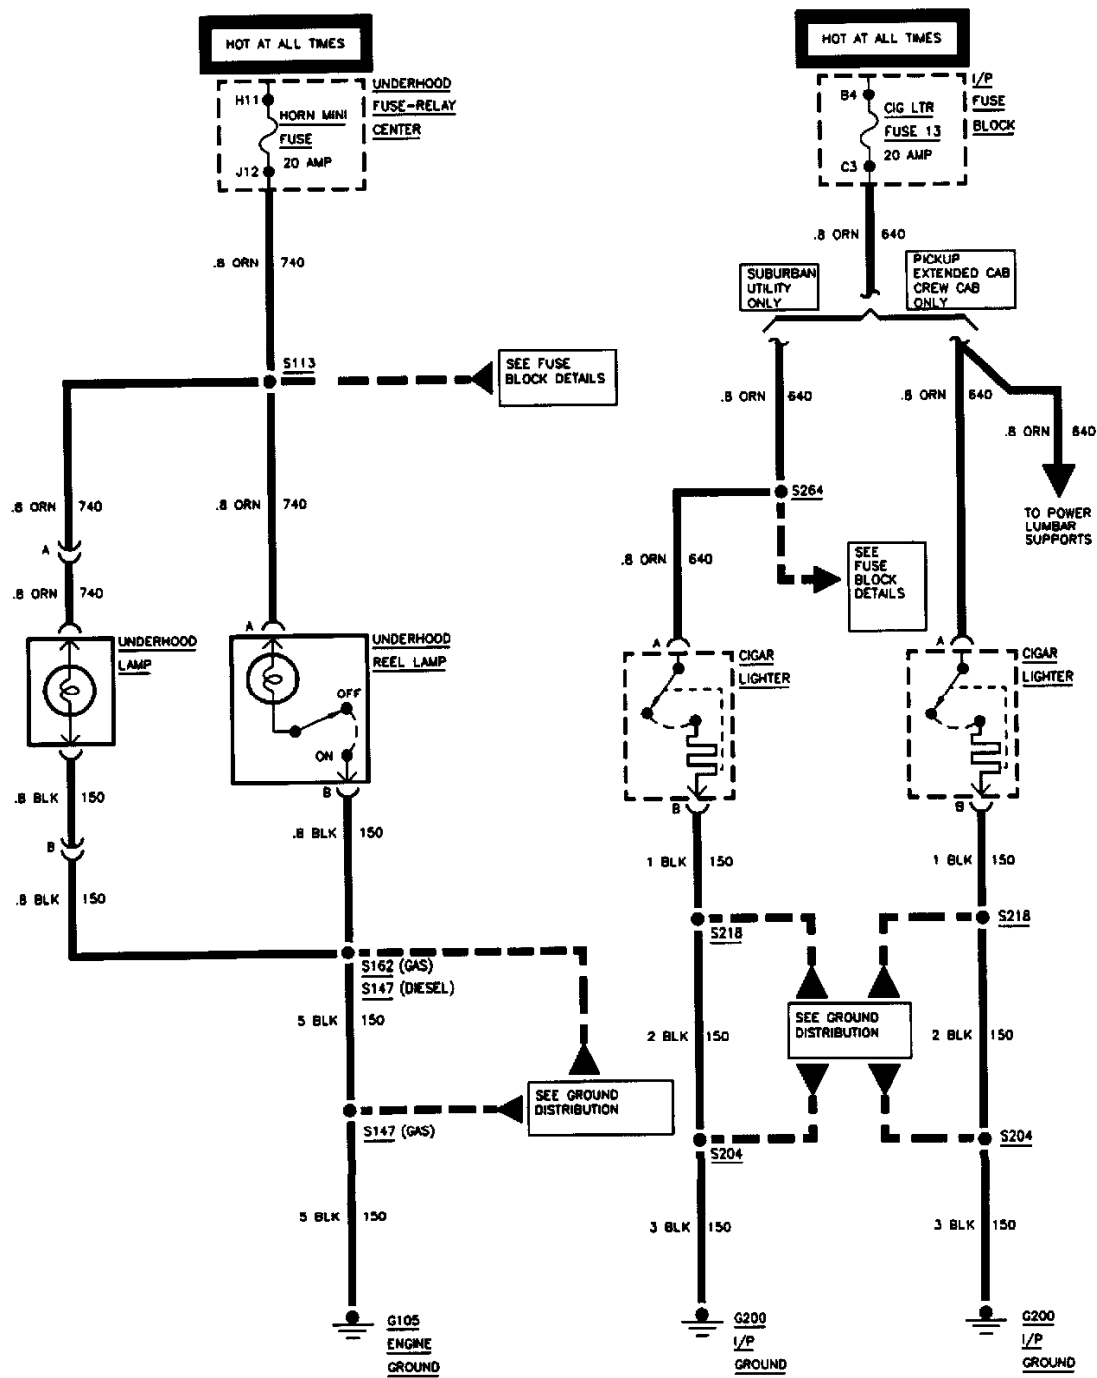 HOT AT ALL TIMES
HOT AT ALL TIMES
UNDERHOOD
FUSE-RELAY
CENTER
H11
HORN MINI
FUSE
20 AMP
J12
I/P
FUSE
BLOCK
B4
CIG LTR
FUSE 13
20 AMP
C3
.8 ORN 740
.8 ORN 640
SUBURBAN
UTILITY
ONLY
PICKUP
EXTENDED CAB
CREW CAB
ONLY
S113
SEE FUSE
BLOCK DETAILS
.8 ORN 640
.8 ORN 640
.8 ORN 640
TO POWER
LUMBAR
SUPPORTS
.8 ORN 740
.8 ORN 740
S264
A
.8 ORN 740
.8 ORN 640
SEE
FUSE
BLOCK
DETAILS
UNDERHOOD
LAMP
A
UNDERHOOD
REEL LAMP
OFF
ON
B
A
CIGAR
LIGHTER
B
A
CIGAR
LIGHTER
B
.8 BLK 150
B
.8 BLK 150
.8 BLK 150
1 BLK 150
1 BLK 150
S218
S218
S162 (GAS)
S147 (DIESEL)
5 BLK 150
SEE GROUND
DISTRIBUTION
2 BLK 150
2 BLK 150
SEE GROUND
DISTRIBUTION
S147 (GAS)
S204
S204
5 BLK 150
3 BLK 150
3 BLK 150
G105
ENGINE
GROUND
G200
I/P
GROUND
G200
I/P
GROUND